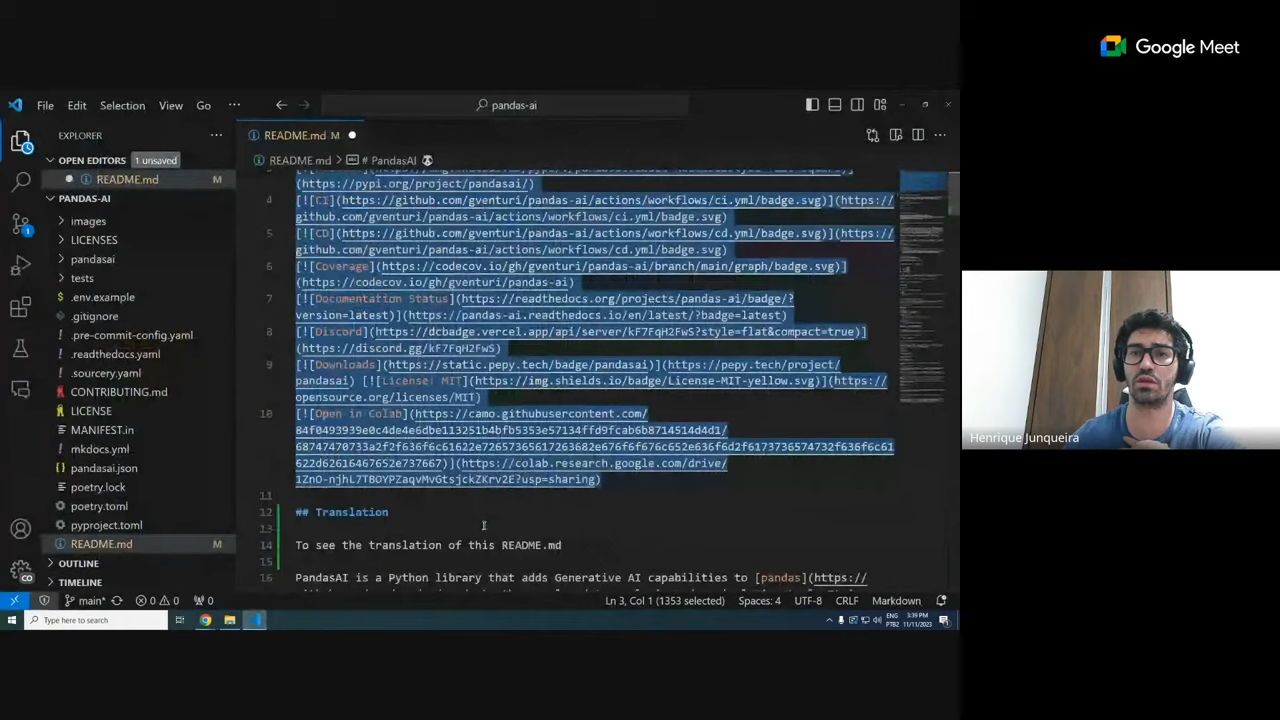 Google Meet
File Edit Selection View Go ···
pandas-ai
EXPLORER
README.md M
OPEN EDITORS 1 unsaved
README.md > # PandasAI
README.md M
PANDAS-AI
(https://pypi.org/project/pandasai/)
4 [![CI](https://github.com/gventuri/pandas-ai/actions/workflows/ci.yml/badge.svg)](https://
github.com/gventuri/pandas-ai/actions/workflows/ci.yml/badge.svg)
5 [![CD](https://github.com/gventuri/pandas-ai/actions/workflows/cd.yml/badge.svg)](https://
github.com/gventuri/pandas-ai/actions/workflows/cd.yml/badge.svg)
6 [![Coverage](https://codecov.io/gh/gventuri/pandas-ai/branch/main/graph/badge.svg)]
(https://codecov.io/gh/gventuri/pandas-ai)
7 [![Documentation Status](https://readthedocs.org/projects/pandas-ai/badge/?
version=latest)](https://pandas-ai.readthedocs.io/en/latest/?badge=latest)
8 [![Discord](https://dcbadge.vercel.app/api/server/kF7FqH2FwS?style=flat&compact=true)]
(https://discord.gg/kF7FqH2FwS)
9 [![Downloads](https://static.pepy.tech/badge/pandasai)](https://pepy.tech/project/
pandasai) [![License: MIT](https://img.shields.io/badge/License-MIT-yellow.svg)](https://
opensource.org/licenses/MIT)
10 [![Open in Colab](https://camo.githubusercontent.com/
84f0493939e0c4de4e6dbe113251b4bfb5353e57134ffd9fcab6b8714514d4d1/
68747470733a2f2f636f6c61622e72657365617263682e676f6f676c652e636f6d2f6173736574732f636f6c61
622d62616467652e737667)](https://colab.research.google.com/drive/
1ZnO-njhL7TBOYPZaqvMvGtsjckZKrv2E?usp=sharing)
11
12 ## Translation
13
14 To see the translation of this README.md
15
16 PandasAI is a Python library that adds Generative AI capabilities to [pandas](https://
images
LICENSES
pandasai
tests
.env.example
.gitignore
.pre-commit-config.yaml
.readthedocs.yaml
.sourcery.yaml
CONTRIBUTING.md
LICENSE
MANIFEST.in
mkdocs.yml
pandasai.json
poetry.lock
poetry.toml
pyproject.toml
README.md M
OUTLINE
TIMELINE
main* 0 0 0 Ln 3, Col 1 (1353 selected) Spaces: 4 UTF-8 CRLF Markdown
Type here to search
ENG 3:39 PM
PTB2 11/11/2023
Henrique Junqueira